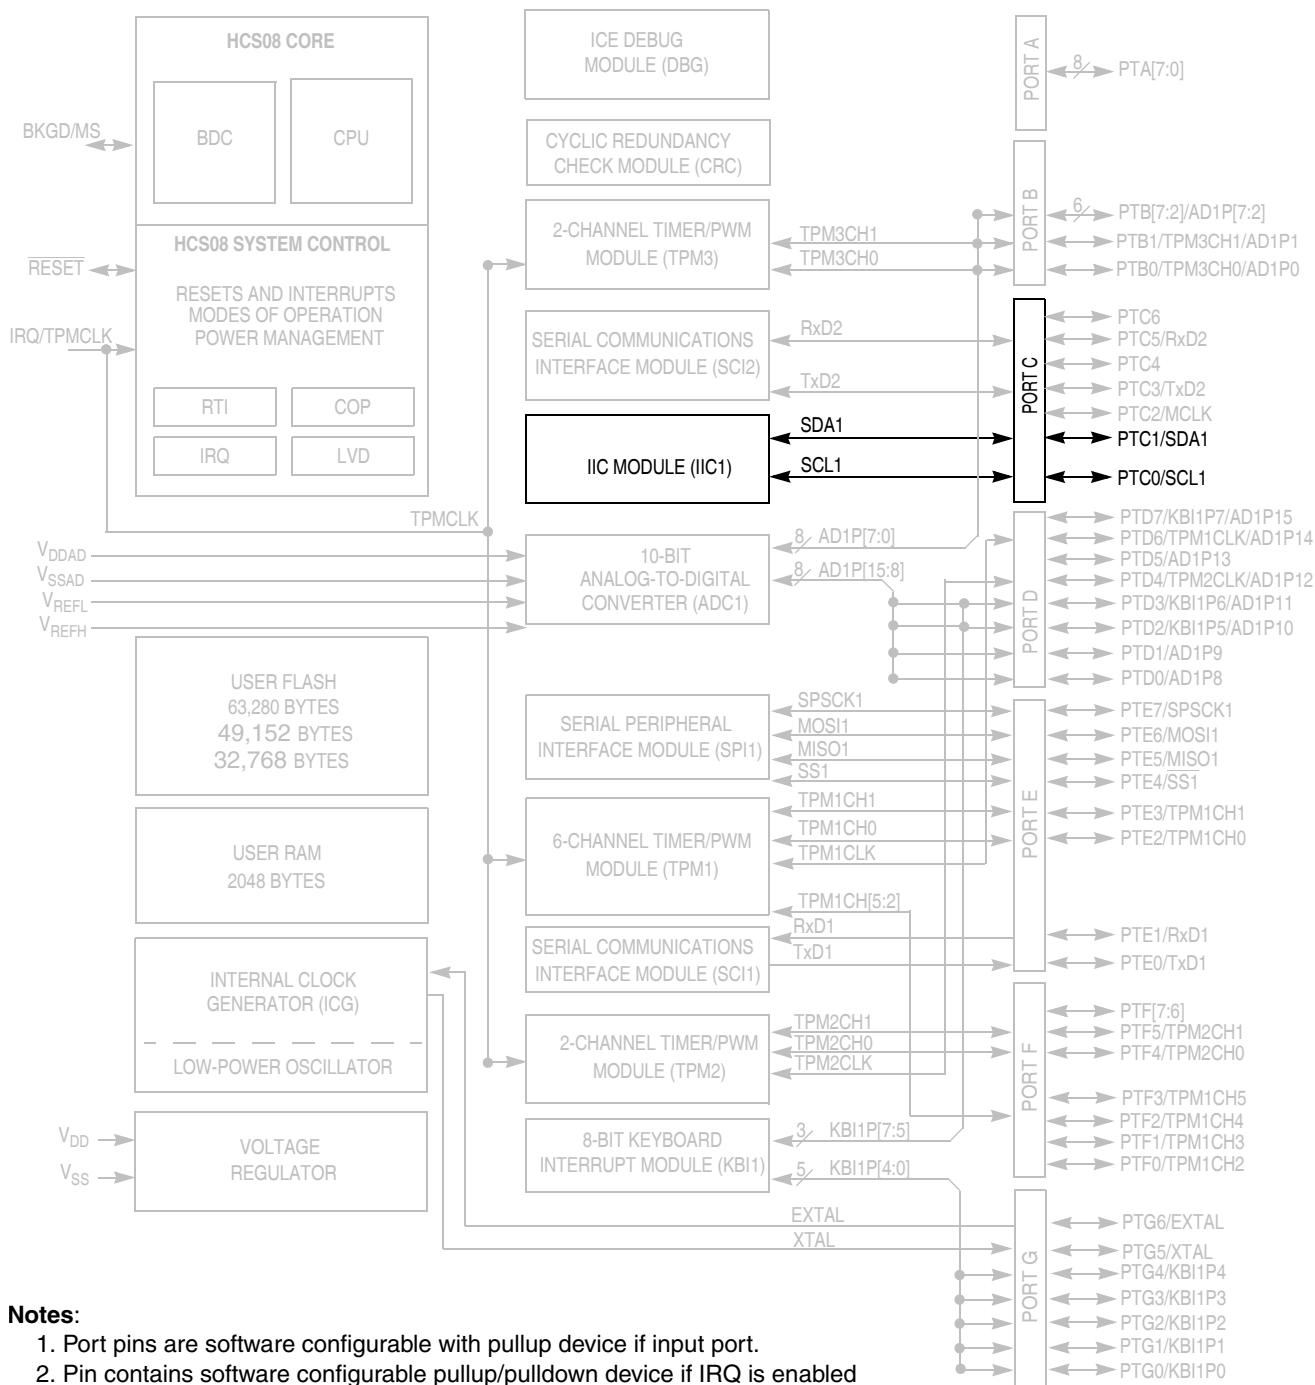 HCS08 CORE
BDC
CPU
BKGD/MS
HCS08 SYSTEM CONTROL
RESET
RESETS AND INTERRUPTS
MODES OF OPERATION
POWER MANAGEMENT
IRQ/TPMCLK
RTI
COP
IRQ
LVD
TPMCLK
VDDAD
VSSAD
VREFL
VREFH
USER FLASH
63,280 BYTES
49,152 BYTES
32,768 BYTES
USER RAM
2048 BYTES
INTERNAL CLOCK
GENERATOR (ICG)
LOW-POWER OSCILLATOR
VDD
VSS
VOLTAGE
REGULATOR
ICE DEBUG
MODULE (DBG)
CYCLIC REDUNDANCY
CHECK MODULE (CRC)
2-CHANNEL TIMER/PWM
MODULE (TPM3)
TPM3CH1
TPM3CH0
SERIAL COMMUNICATIONS
INTERFACE MODULE (SCI2)
RxD2
TxD2
IIC MODULE (IIC1)
SDA1
SCL1
10-BIT
ANALOG-TO-DIGITAL
CONVERTER (ADC1)
8 AD1P[7:0]
8 AD1P[15:8]
SERIAL PERIPHERAL
INTERFACE MODULE (SPI1)
SPSCK1
MOSI1
MISO1
SS1
6-CHANNEL TIMER/PWM
MODULE (TPM1)
TPM1CH1
TPM1CH0
TPM1CLK
TPM1CH[5:2]
SERIAL COMMUNICATIONS
INTERFACE MODULE (SCI1)
RxD1
TxD1
2-CHANNEL TIMER/PWM
MODULE (TPM2)
TPM2CH1
TPM2CH0
TPM2CLK
8-BIT KEYBOARD
INTERRUPT MODULE (KBI1)
3 KBI1P[7:5]
5 KBI1P[4:0]
EXTAL
XTAL
PORT A
8 PTA[7:0]
PORT B
6 PTB[7:2]/AD1P[7:2]
PTB1/TPM3CH1/AD1P1
PTB0/TPM3CH0/AD1P0
PORT C
PTC6
PTC5/RxD2
PTC4
PTC3/TxD2
PTC2/MCLK
PTC1/SDA1
PTC0/SCL1
PORT D
PTD7/KBI1P7/AD1P15
PTD6/TPM1CLK/AD1P14
PTD5/AD1P13
PTD4/TPM2CLK/AD1P12
PTD3/KBI1P6/AD1P11
PTD2/KBI1P5/AD1P10
PTD1/AD1P9
PTD0/AD1P8
PORT E
PTE7/SPSCK1
PTE6/MOSI1
PTE5/MISO1
PTE4/SS1
PTE3/TPM1CH1
PTE2/TPM1CH0
PTE1/RxD1
PTE0/TxD1
PORT F
PTF[7:6]
PTF5/TPM2CH1
PTF4/TPM2CH0
PTF3/TPM1CH5
PTF2/TPM1CH4
PTF1/TPM1CH3
PTF0/TPM1CH2
PORT G
PTG6/EXTAL
PTG5/XTAL
PTG4/KBI1P4
PTG3/KBI1P3
PTG2/KBI1P2
PTG1/KBI1P1
PTG0/KBI1P0
Notes:
1. Port pins are software configurable with pullup device if input port.
2. Pin contains software configurable pullup/pulldown device if IRQ is enabled